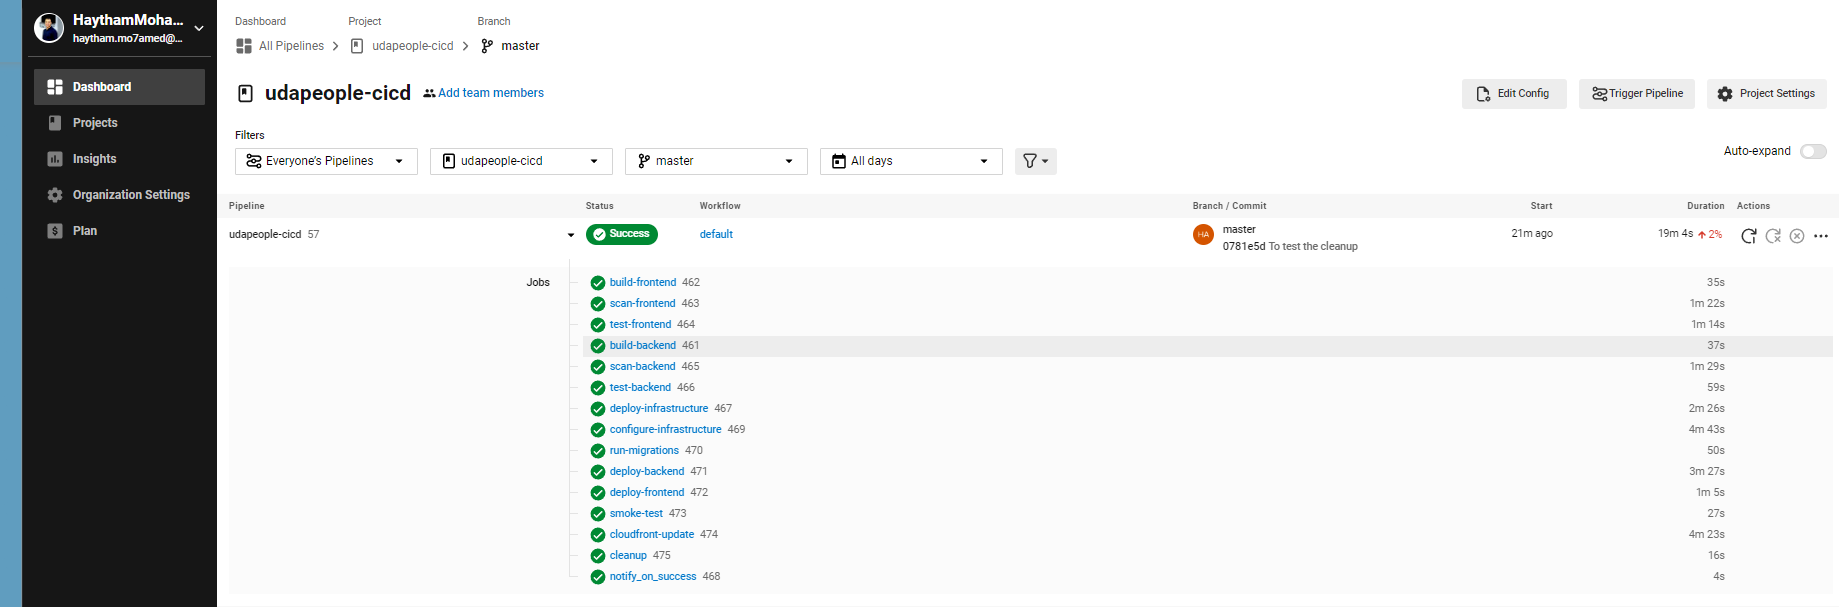 HaythamMoha...
haytham.mo7amed@...
Dashboard
Projects
Insights
Organization Settings
Plan
Dashboard Project Branch
All Pipelines udapeople-cicd master
udapeople-cicd Add team members
Edit Config Trigger Pipeline Project Settings
Filters
Everyone's Pipelines udapeople-cicd master All days
Auto-expand
Pipeline Status Workflow Branch / Commit Start Duration Actions
udapeople-cicd 57 Success default HA master 21m ago 19m 4s 2%
0781e5d To test the cleanup
Jobs build-frontend 462 35s
scan-frontend 463 1m 22s
test-frontend 464 1m 14s
build-backend 461 37s
scan-backend 465 1m 29s
test-backend 466 59s
deploy-infrastructure 467 2m 26s
configure-infrastructure 469 4m 43s
run-migrations 470 50s
deploy-backend 471 3m 27s
deploy-frontend 472 1m 5s
smoke-test 473 27s
cloudfront-update 474 4m 23s
cleanup 475 16s
notify_on_success 468 4s